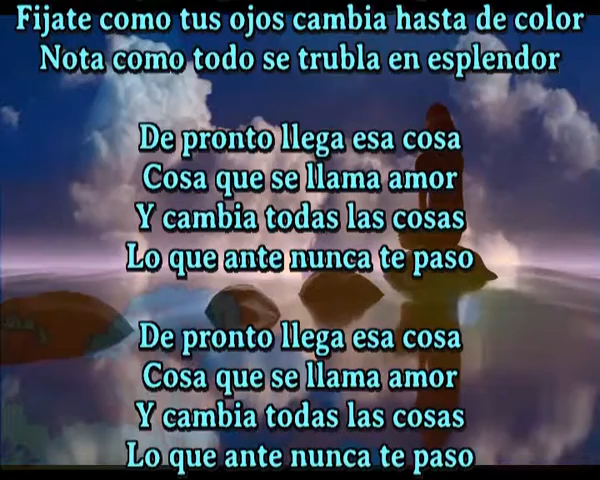 Fijate como tus ojos cambia hasta de color
Nota como todo se trubla en esplendor
De pronto llega esa cosa
Cosa que se llama amor
Y cambia todas las cosas
Lo que ante nunca te paso
De pronto llega esa cosa
Cosa que se llama amor
Y cambia todas las cosas
Lo que ante nunca te paso